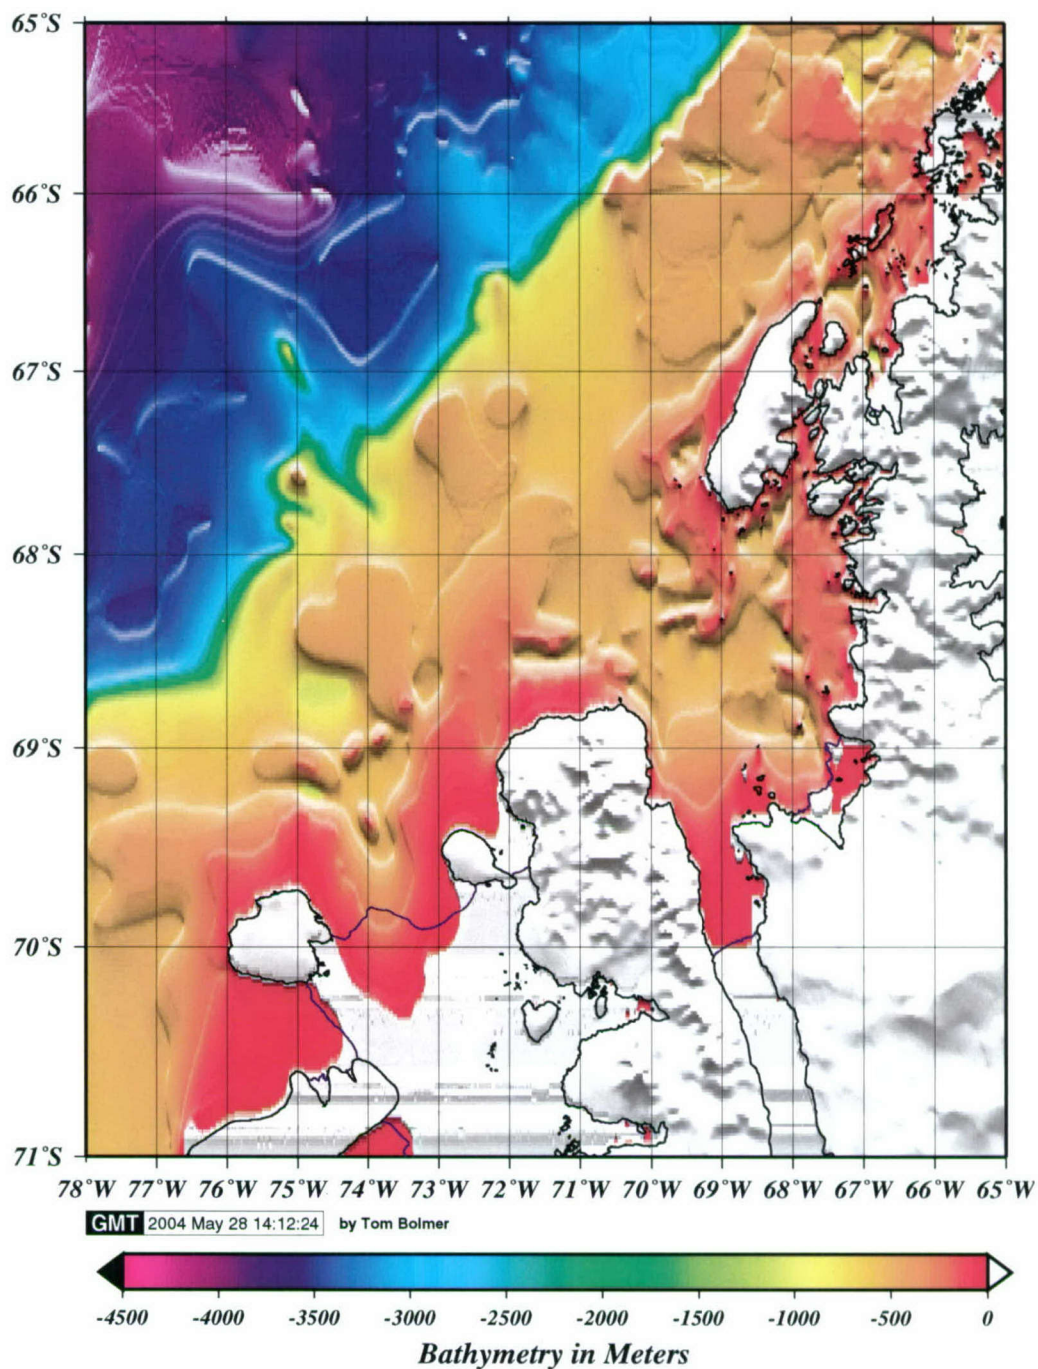 65°S
66°S
67°S
68°S
69°S
70°S
71°S
78°W 77°W 76°W 75°W 74°W 73°W 72°W 71°W 70°W 69°W 68°W 67°W 66°W 65°W
GMT 2004 May 28 14:12:24 by Tom Bolmer
-4500 -4000 -3500 -3000 -2500 -2000 -1500 -1000 -500 0
Bathymetry in Meters